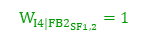 W_{I4|FB2_{SF1,2}} = 1